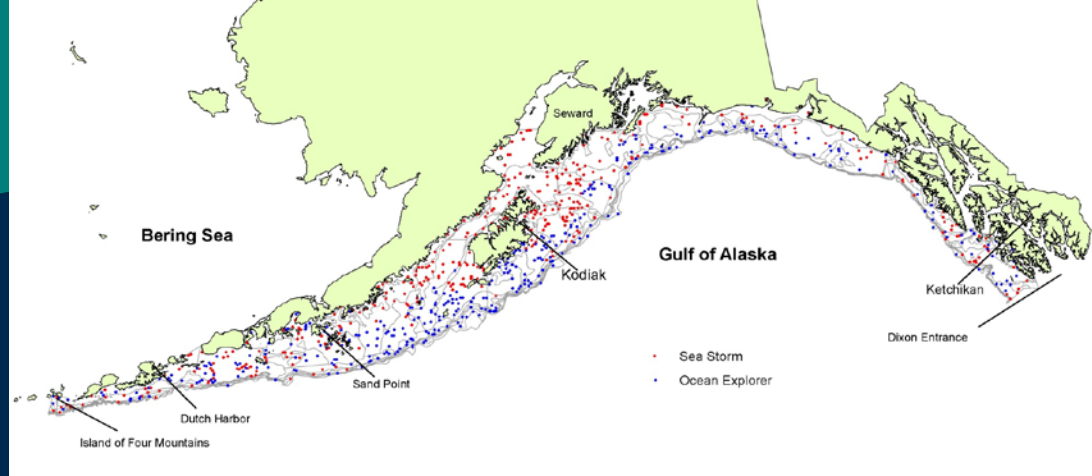 Seward
Bering Sea
Gulf of Alaska
Kodiak
Ketchikan
Dixon Entrance
Sea Storm
Ocean Explorer
Sand Point
Dutch Harbor
Island of Four Mountains